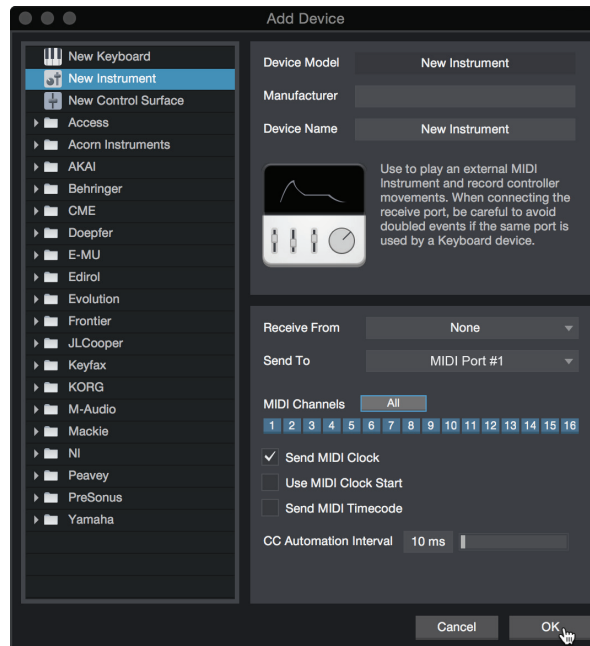 Add Device
New Keyboard
New Instrument
New Control Surface
Access
Acorn Instruments
AKAI
Behringer
CME
Doepfer
E-MU
Edirol
Evolution
Frontier
JLCooper
Keyfax
KORG
M-Audio
Mackie
NI
Peavey
PreSonus
Yamaha
Device Model New Instrument
Manufacturer
Device Name New Instrument
Use to play an external MIDI
Instrument and record controller
movements. When connecting the
receive port, be careful to avoid
doubled events if the same port is
used by a Keyboard device.
Receive From None
Send To MIDI Port #1
MIDI Channels All
1 2 3 4 5 6 7 8 9 10 11 12 13 14 15 16
Send MIDI Clock
Use MIDI Clock Start
Send MIDI Timecode
CC Automation Interval 10 ms
Cancel OK